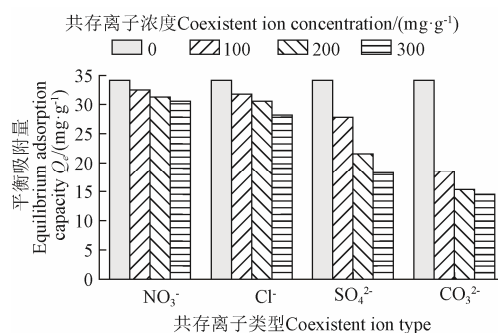 共存离子浓度Coexistent ion concentration/(mg·g⁻¹)
0 100 200 300
平衡吸附量
Equilibrium adsorption
capacity Qe/(mg·g⁻¹)
35
30
25
20
15
10
5
0
NO₃⁻ Cl⁻ SO₄²⁻ CO₃²⁻
共存离子类型Coexistent ion type